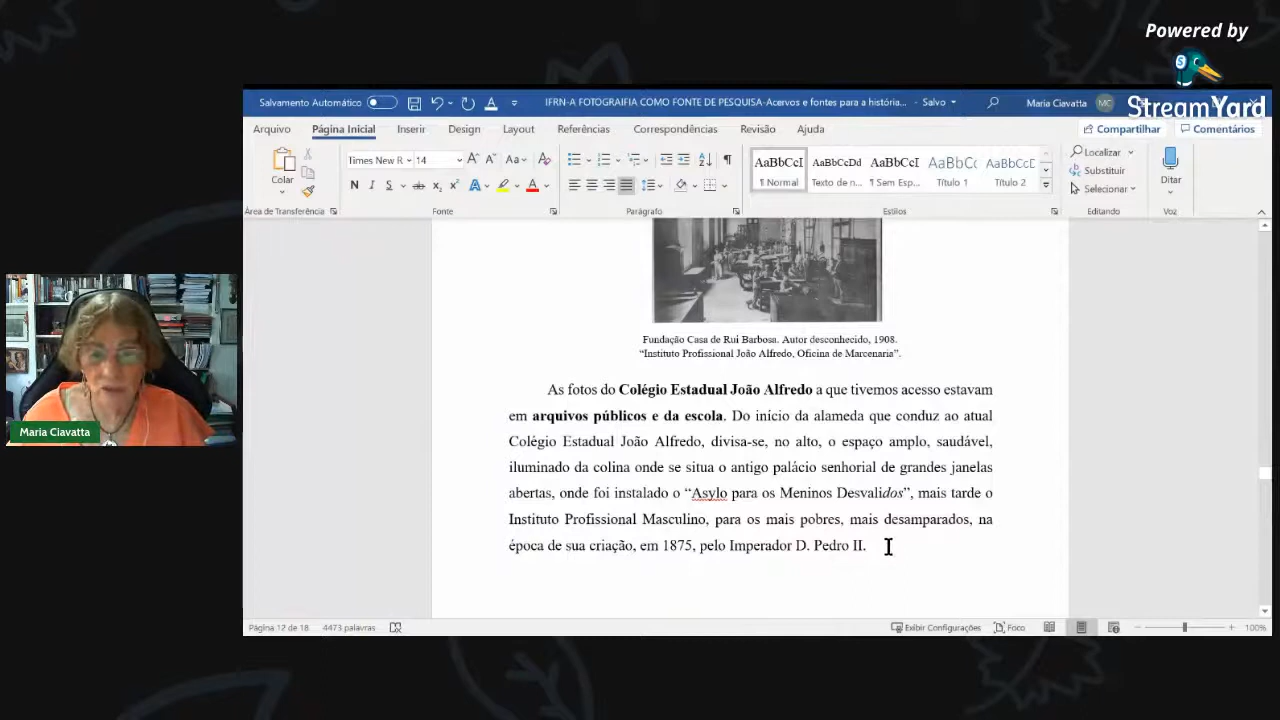 Powered by
StreamYard
Salvamento Automático
IFRN-A FOTOGRAIFIA COMO FONTE DE PESQUISA-Acervos e fontes para a história... - Salvo
Maria Ciavatta
MC
Arquivo Página Inicial Inserir Design Layout Referências Correspondências Revisão Ajuda
Compartilhar Comentários
Colar
Times New R 14
AaBbCcI AaBbCcDd AaBbCcI AaBbCc AaBbCcD
¶ Normal Texto de n... ¶ Sem Esp... Título 1 Título 2
Localizar
Substituir
Selecionar
Ditar
Área de Transferência Fonte Parágrafo Estilos Editando Voz
Fundação Casa de Rui Barbosa. Autor desconhecido, 1908.
“Instituto Profissional João Alfredo, Oficina de Marcenaria”.
As fotos do Colégio Estadual João Alfredo a que tivemos acesso estavam
em arquivos públicos e da escola. Do início da alameda que conduz ao atual
Colégio Estadual João Alfredo, divisa-se, no alto, o espaço amplo, saudável,
iluminado da colina onde se situa o antigo palácio senhorial de grandes janelas
abertas, onde foi instalado o “Asylo para os Meninos Desvalidos”, mais tarde o
Instituto Profissional Masculino, para os mais pobres, mais desamparados, na
época de sua criação, em 1875, pelo Imperador D. Pedro II.
Maria Ciavatta
Página 12 de 18 4473 palavras
Exibir Configurações Foco 100%